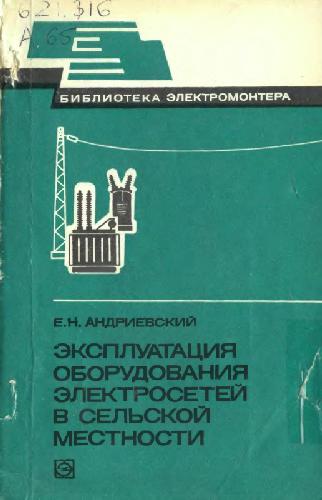 621.316
А 65
БИБЛИОТЕКА ЭЛЕКТРОМОНТЕРА
Е.Н. АНДРИЕВСКИЙ
ЭКСПЛУАТАЦИЯ
ОБОРУДОВАНИЯ
ЭЛЕКТРОСЕТЕЙ
В СЕЛЬСКОЙ
МЕСТНОСТИ